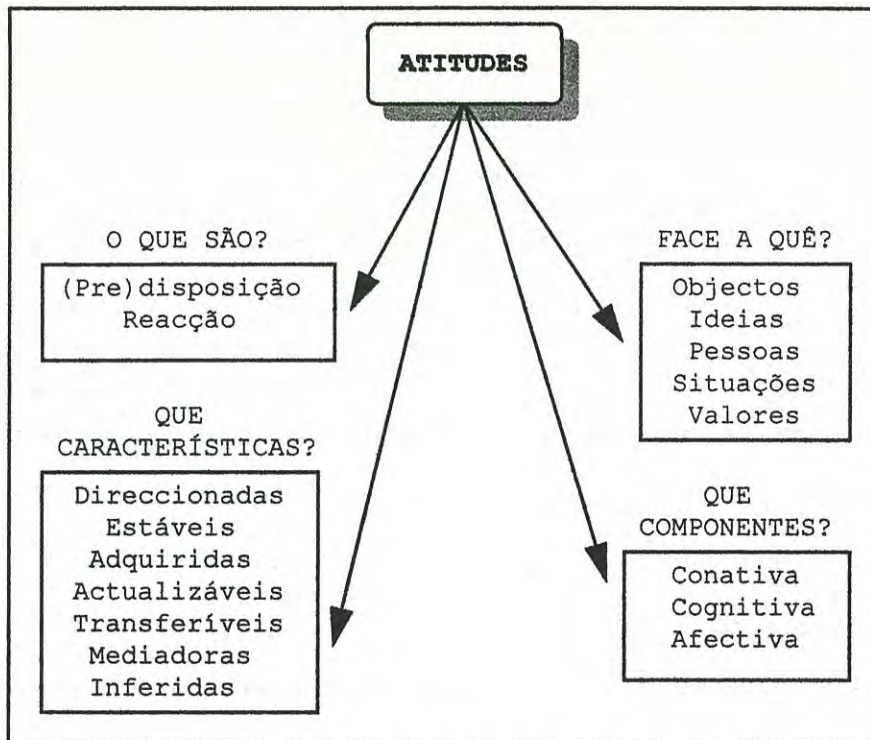 ATITUDES
O QUE SÃO?
(Pre)disposição
Reacção
FACE A QUÊ?
Objectos
Ideias
Pessoas
Situações
Valores
QUE
CARACTERÍSTICAS?
Direccionadas
Estáveis
Adquiridas
Actualizáveis
Transferíveis
Mediadoras
Inferidas
QUE
COMPONENTES?
Conativa
Cognitiva
Afectiva